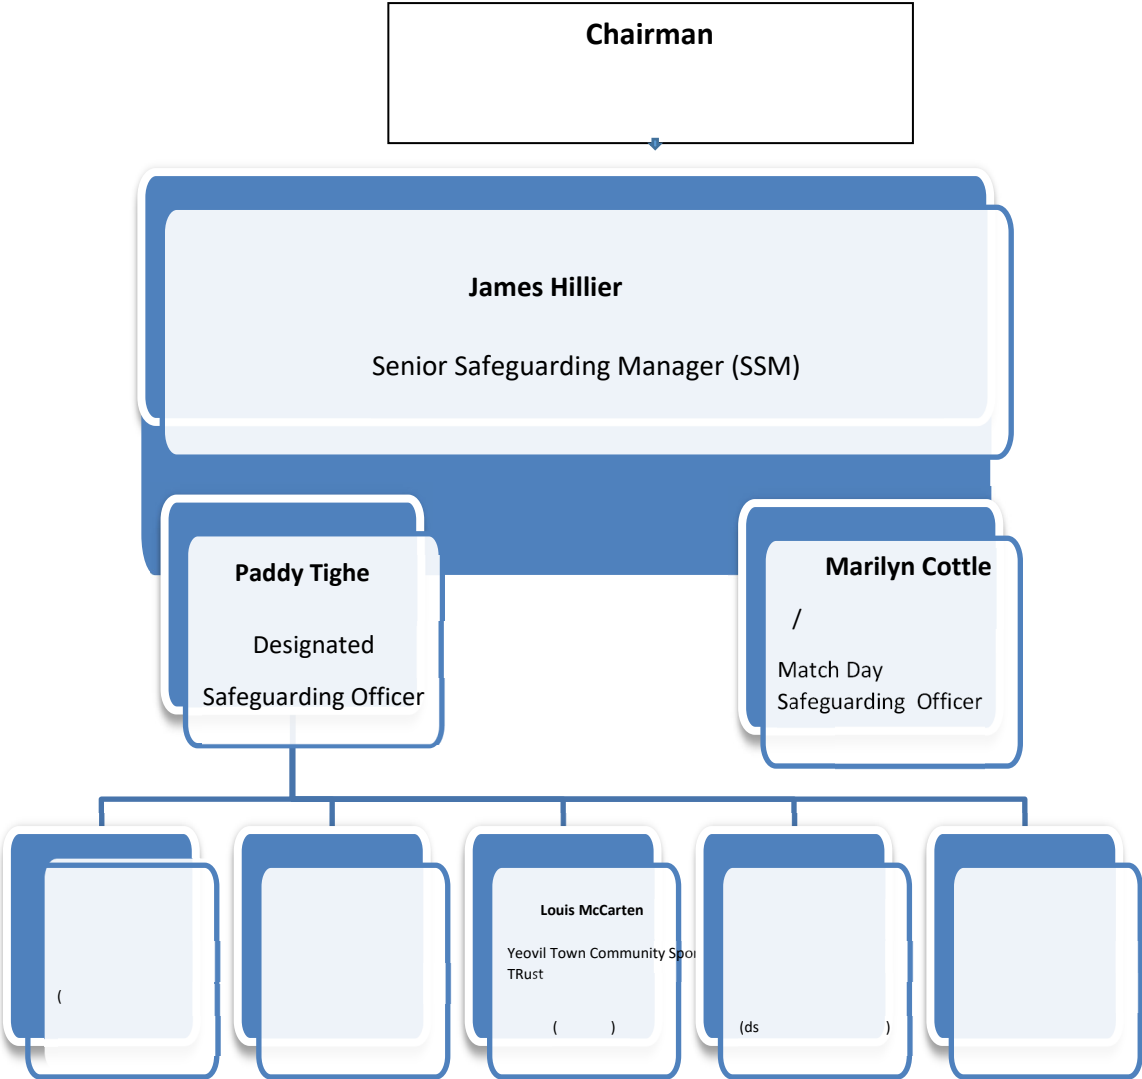 Chairman
James Hillier
Senior Safeguarding Manager (SSM)
Paddy Tighe
Designated
Safeguarding Officer
Marilyn Cottle
/
Match Day
Safeguarding Officer
(
Louis McCarten
Yeovil Town Community Spor
TRust
( )
(ds )